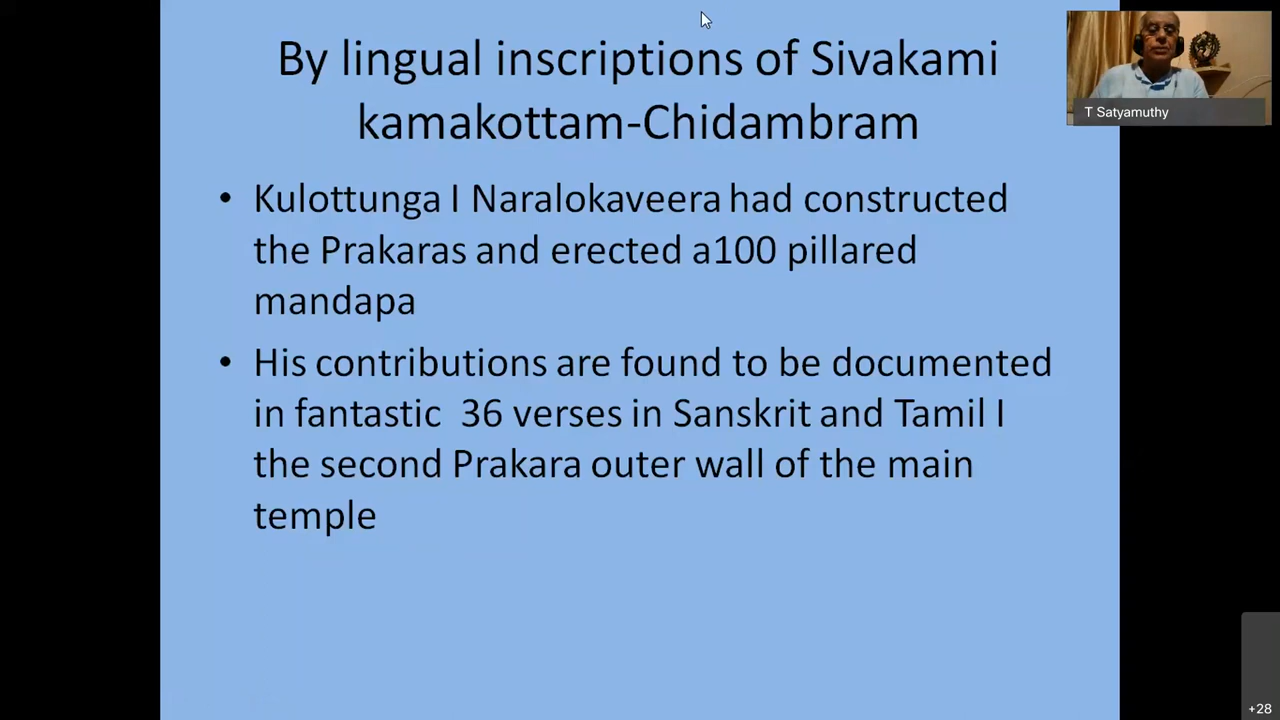 By lingual inscriptions of Sivakami
kamakottam-Chidambram
T Satyamuthy
• Kulottunga I Naralokaveera had constructed
the Prakaras and erected a100 pillared
mandapa
• His contributions are found to be documented
in fantastic 36 verses in Sanskrit and Tamil I
the second Prakara outer wall of the main
temple
+28